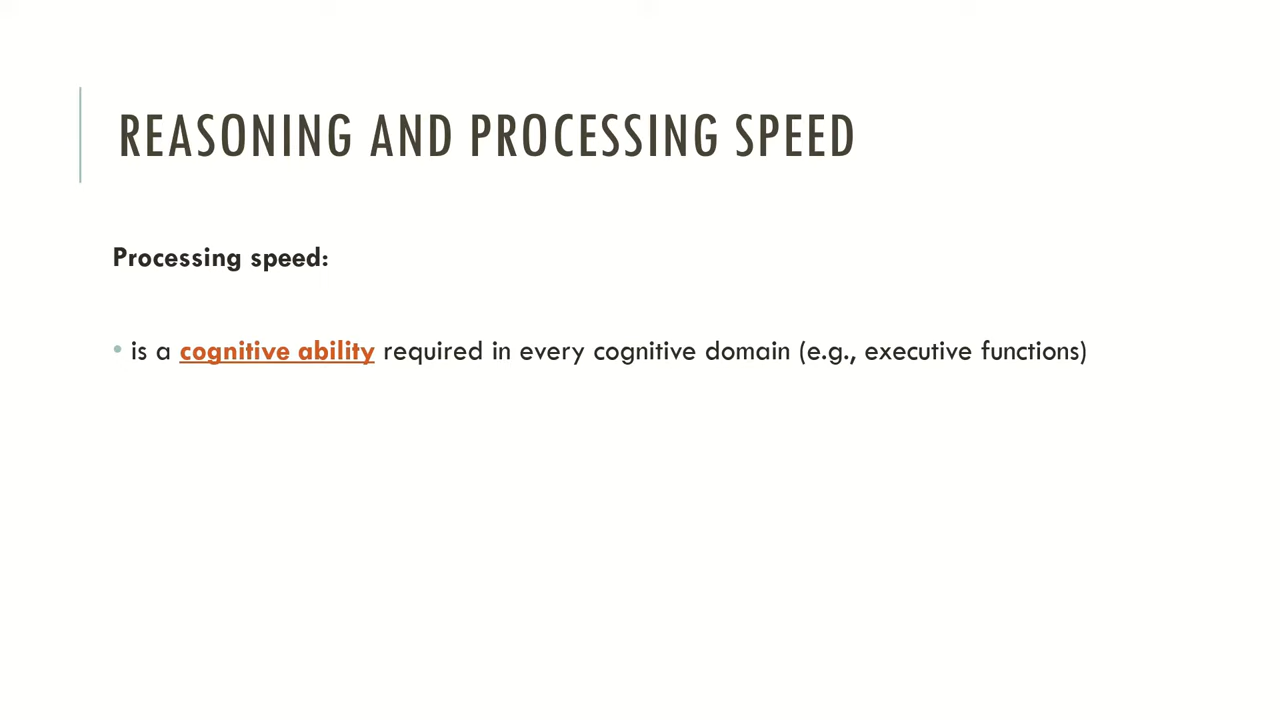 REASONING AND PROCESSING SPEED
Processing speed:
• is a cognitive ability required in every cognitive domain (e.g., executive functions)